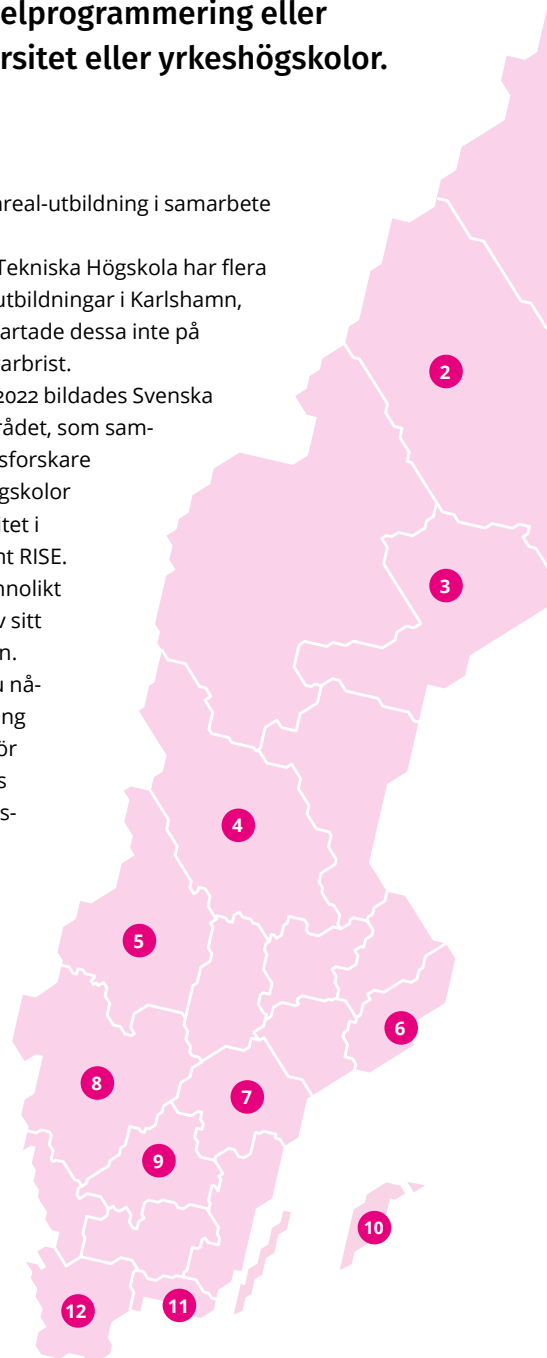 elprogrammering eller
rsitet eller yrkeshögskolor.
areal-utbildning i samarbete
Tekniska Högskola har flera
utbildningar i Karlshamn,
artade dessa inte på
arbrist.
2022 bildades Svenska
rådet, som sam-
sforskare
gskolor
itet i
nt RISE.
nnolikt
v sitt
n.
u nå-
ng
ör
s
s-
2
3
4
5
6
8
7
9
10
11
12